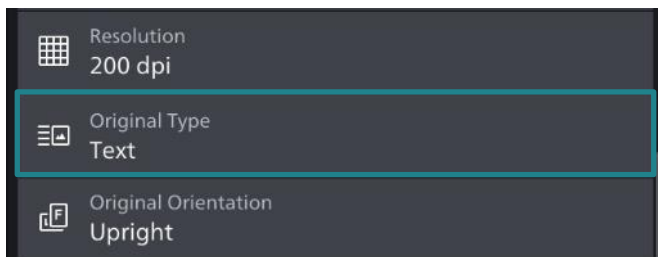 Resolution
200 dpi
Original Type
Text
Original Orientation
Upright